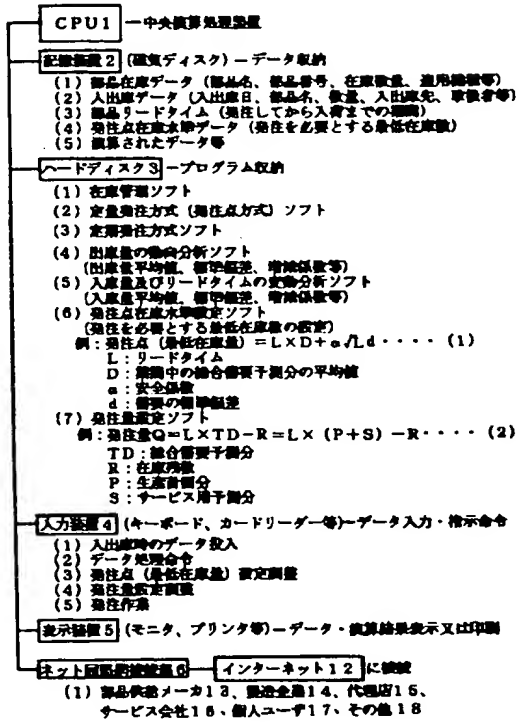 CPU1 ー中央演算処理装置
記憶装置2 (磁気ディスク) ーデータ収納
(1) 部品在庫データ (部品名、部品番号、在庫数量、適用機種等)
(2) 入出庫データ (入出庫日、部品名、数量、入出庫先、取扱者等)
(3) 部品リードタイム (発注してから入荷までの期間)
(4) 発注点在庫水準データ (発注を必要とする最低在庫数)
(5) 演算されたデータ等
ハードディスク3 ープログラム収納
(1) 在庫管理ソフト
(2) 定量発注方式 (発注点方式) ソフト
(3) 定期発注方式ソフト
(4) 出庫量の動向分析ソフト
(出庫量平均値、標準偏差、増減係数等)
(5) 入庫量及びリードタイムの変動分析ソフト
(入庫量平均値、標準偏差、増減係数等)
(6) 発注点在庫水準設定ソフト
(発注を必要とする最低在庫数の設定)
例:発注点 (最低在庫量) =L×D+α√Ld・・・・ (1)
L:リードタイム
D:期間中の総合需要予測分の平均値
α:安全係数
d:需要の標準偏差
(7) 発注量設定ソフト
例:発注量Q=L×TD-R=L× (P+S) -R・・・・ (2)
TD:総合需要予測分
R:在庫残数
P:生産計画分
S:サービス用予測分
入力装置4 (キーボード、カードリーダー等)ーデータ入力・指示命令
(1) 入出庫時のデータ投入
(2) データ処理命令
(3) 発注点 (最低在庫量) 設定調整
(4) 発注量設定調整
(5) 発注作業
表示装置5 (モニタ、プリンタ等) ーデータ・演算結果表示又は印刷
ネット回路網接続器6 インターネット12 に接続
(1) 部品供給メーカ13、製造企業14、代理店15、
サービス会社16、個人ユーザ17、その他18